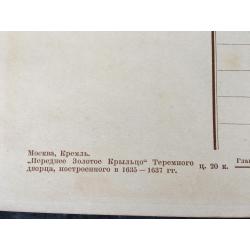 Москва, Кремль.
„Переднее Золотое Крыльцо“ Теремного
дворца, построенного в 1635—1637 гг.
ц. 20 к.